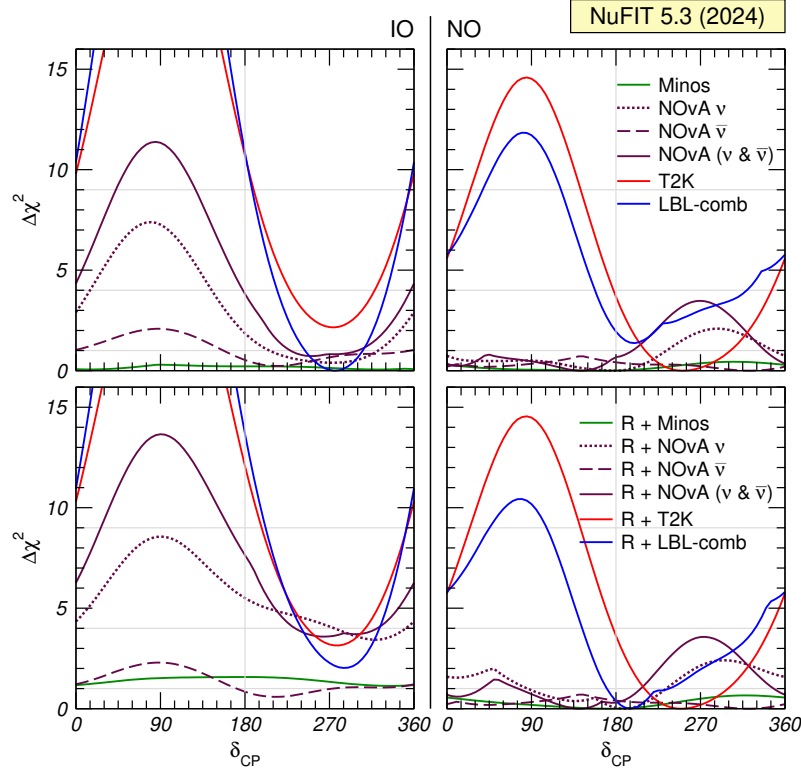 NuFIT 5.3 (2024)
IO
NO
15
10
5
0
Δχ²
Minos
NOvA ν
NOvA ν̅
NOvA (ν & ν̅)
T2K
LBL-comb
15
10
5
0
Δχ²
R + Minos
R + NOvA ν
R + NOvA ν̅
R + NOvA (ν & ν̅)
R + T2K
R + LBL-comb
0 90 180 270 360
0 90 180 270 360
δCP
δCP